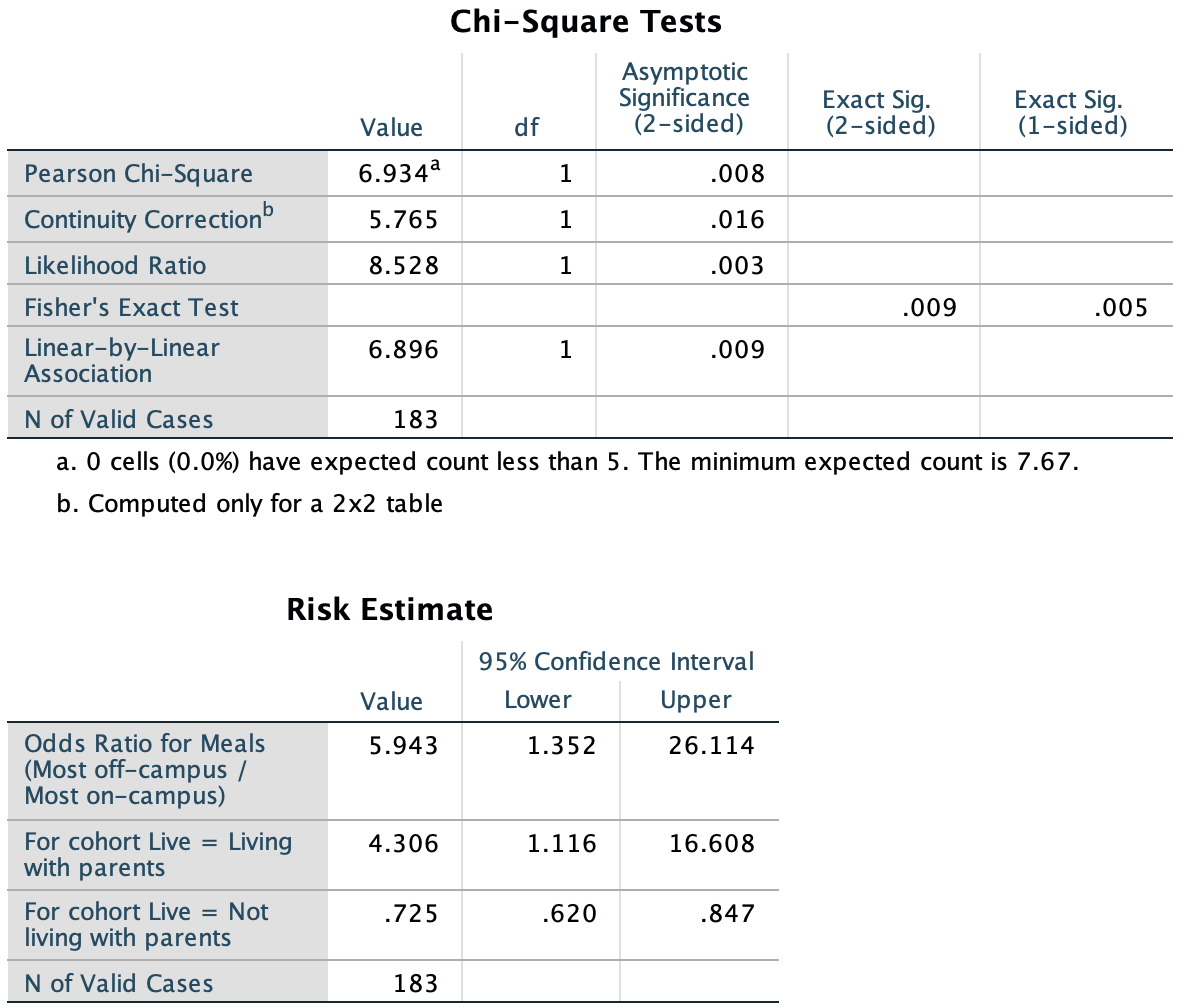 Chi-Square Tests
Value df Asymptotic Significance (2-sided) Exact Sig. (2-sided) Exact Sig. (1-sided)
Pearson Chi-Square 6.934a 1 .008
Continuity Correctionb 5.765 1 .016
Likelihood Ratio 8.528 1 .003
Fisher's Exact Test .009 .005
Linear-by-Linear Association 6.896 1 .009
N of Valid Cases 183
a. 0 cells (0.0%) have expected count less than 5. The minimum expected count is 7.67.
b. Computed only for a 2x2 table
Risk Estimate
95% Confidence Interval
Value Lower Upper
Odds Ratio for Meals (Most off-campus / Most on-campus) 5.943 1.352 26.114
For cohort Live = Living with parents 4.306 1.116 16.608
For cohort Live = Not living with parents .725 .620 .847
N of Valid Cases 183